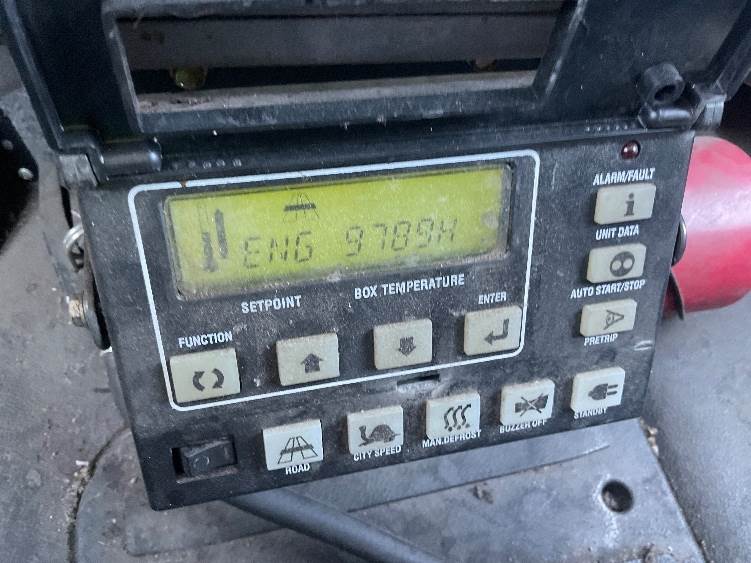 ENG 9789H
SETPOINT
BOX TEMPERATURE
FUNCTION
ENTER
ALARM/FAULT
i
UNIT DATA
AUTO START/STOP
PRETRIP
ROAD
CITY SPEED
MAN.DEFROST
BUZZER OFF
STANDBY